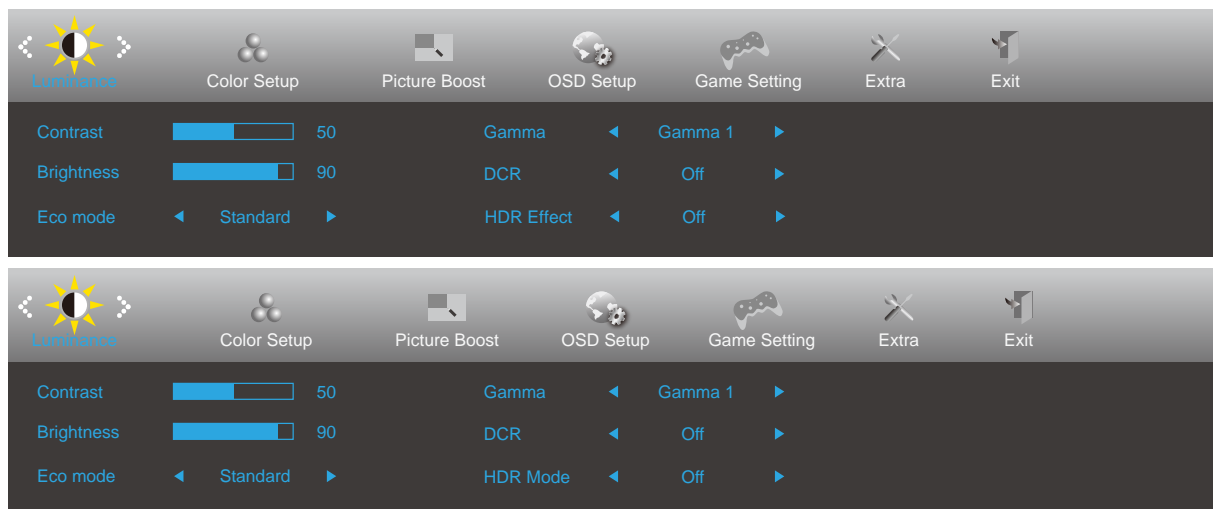 Luminance Color Setup Picture Boost OSD Setup Game Setting Extra Exit
Contrast 50 Gamma Gamma 1
Brightness 90 DCR Off
Eco mode Standard HDR Effect Off
Luminance Color Setup Picture Boost OSD Setup Game Setting Extra Exit
Contrast 50 Gamma Gamma 1
Brightness 90 DCR Off
Eco mode Standard HDR Mode Off